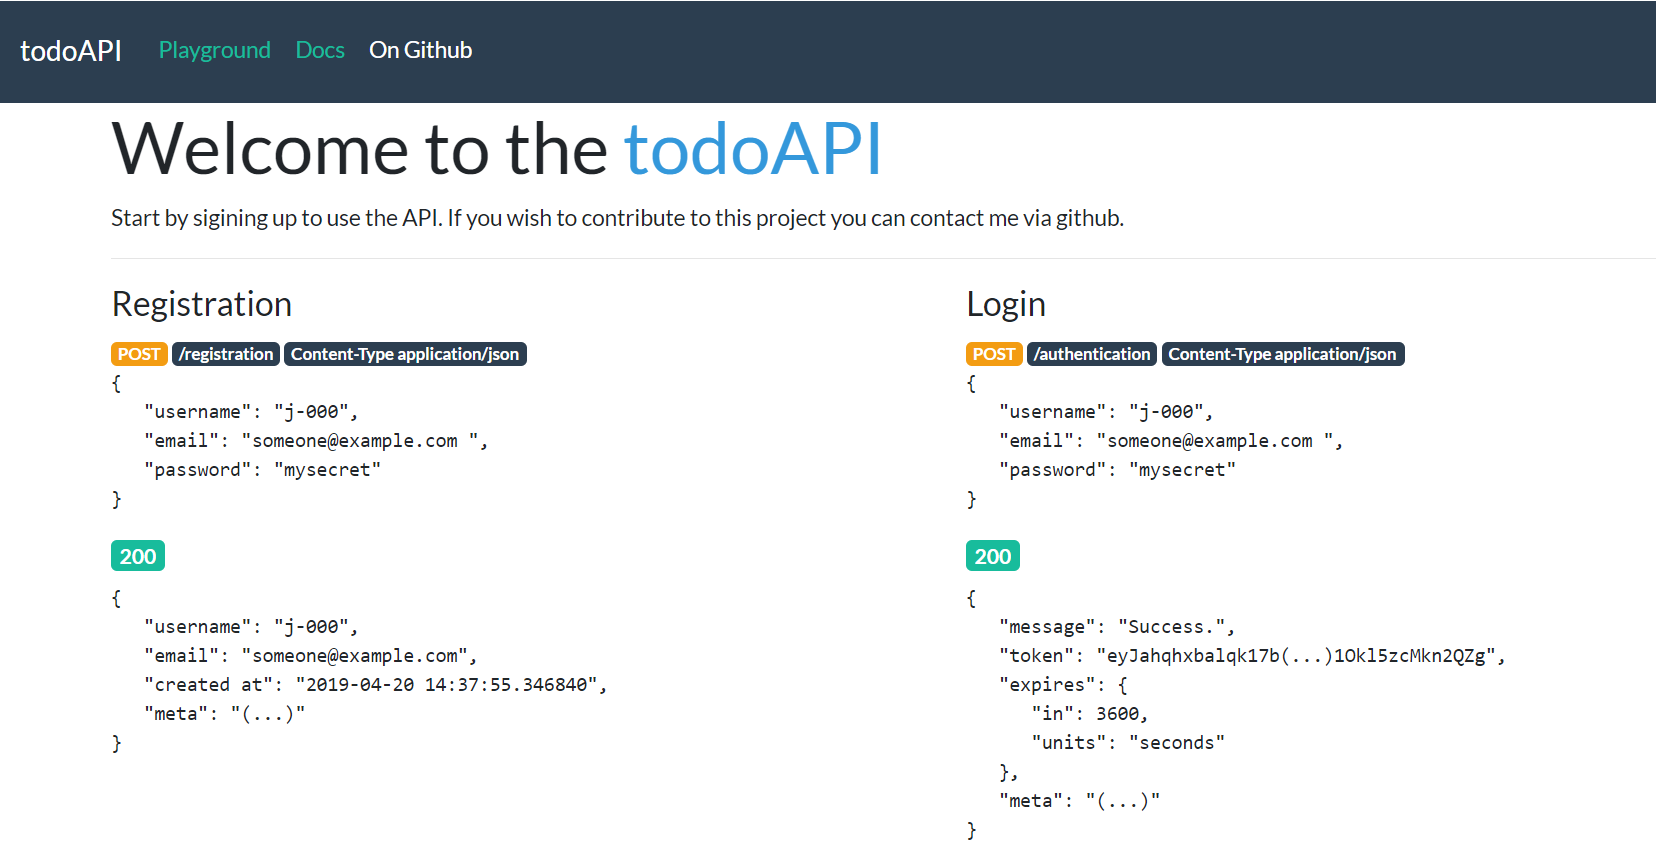 todoAPI Playground Docs On Github
Welcome to the todoAPI
Start by sigining up to use the API. If you wish to contribute to this project you can contact me via github.
Registration
POST /registration Content-Type application/json
{
"username": "j-000",
"email": "someone@example.com ",
"password": "mysecret"
}
200
{
"username": "j-000",
"email": "someone@example.com",
"created at": "2019-04-20 14:37:55.346840",
"meta": "(...)"
}
Login
POST /authentication Content-Type application/json
{
"username": "j-000",
"email": "someone@example.com ",
"password": "mysecret"
}
200
{
"message": "Success.",
"token": "eyJahqhxbalqk17b(...)1Okl5zcMkn2QZg",
"expires": {
"in": 3600,
"units": "seconds"
},
"meta": "(...)"
}